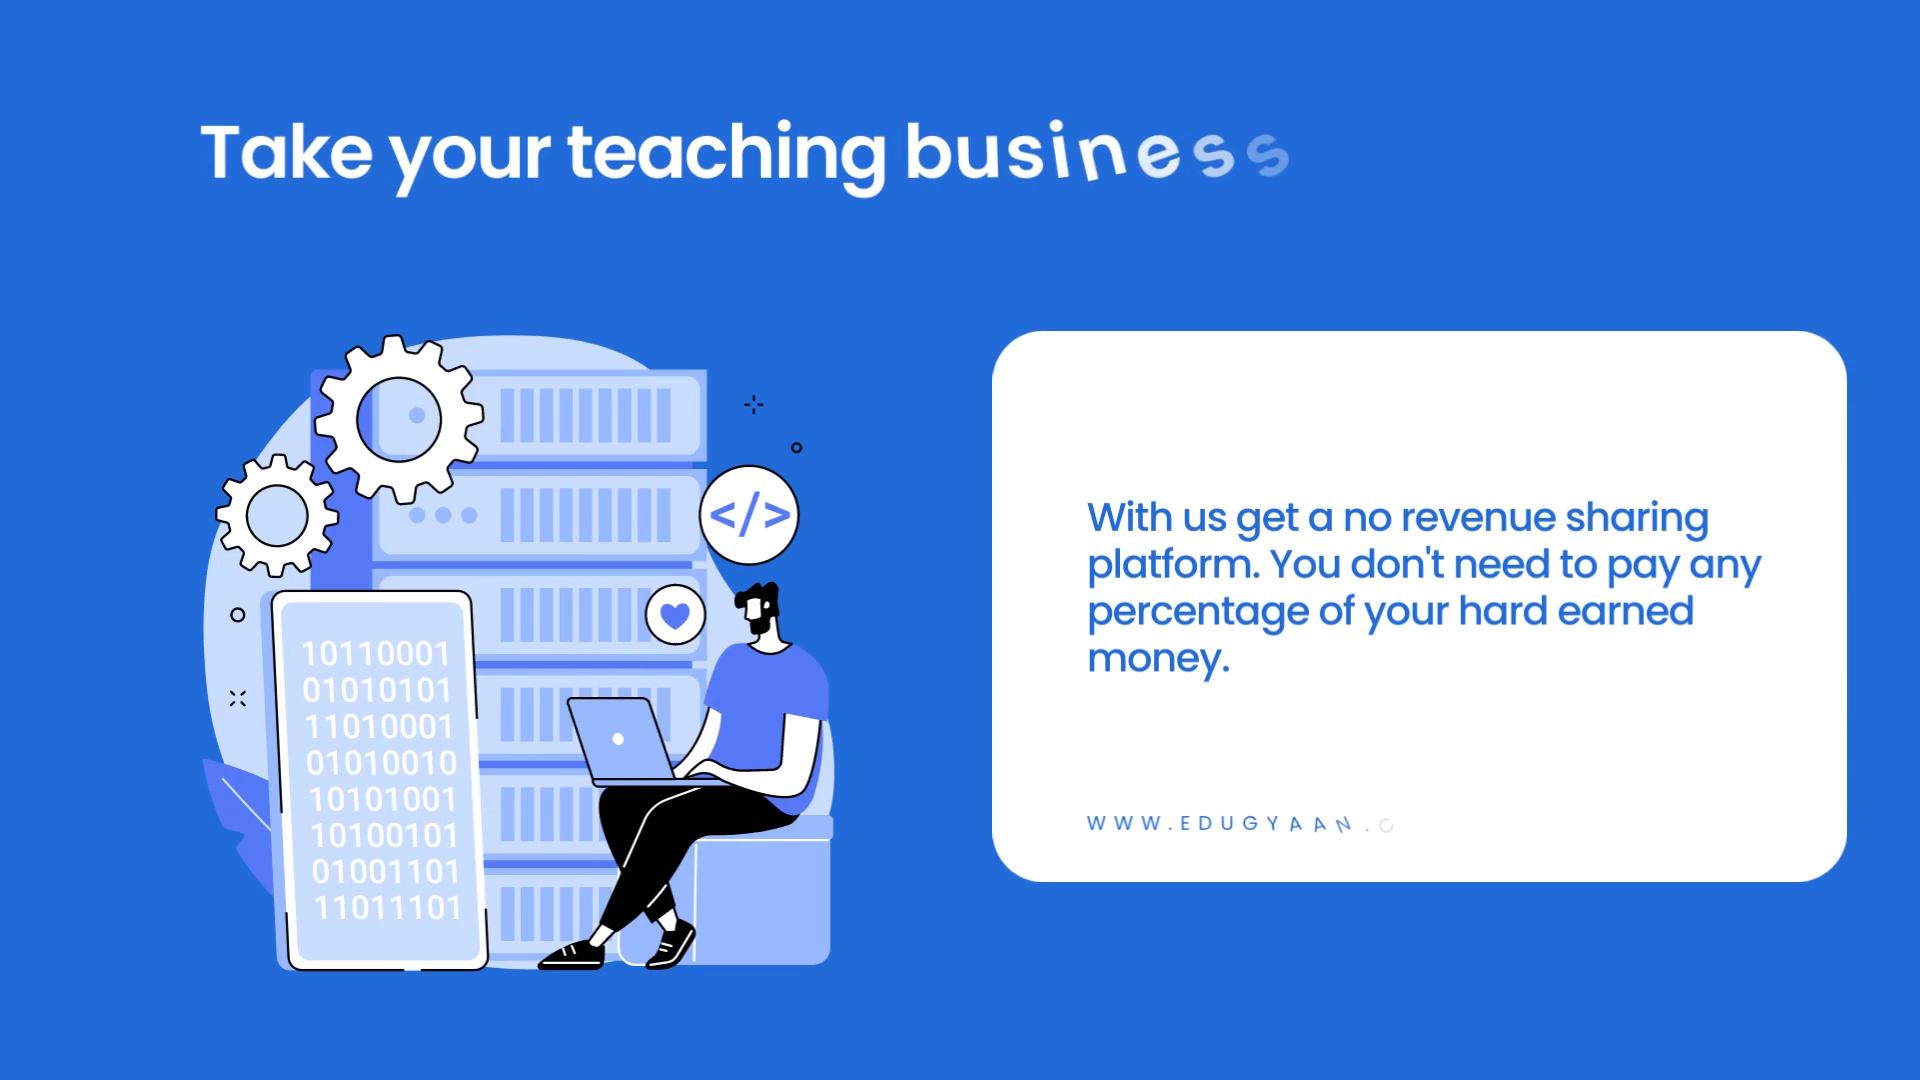 Take your teaching business
</>
10110001
01010101
11010001
01010010
10101001
10100101
01001101
11011101
With us get a no revenue sharing
platform. You don't need to pay any
percentage of your hard earned
money.
WWW.EDUGYAAN.C